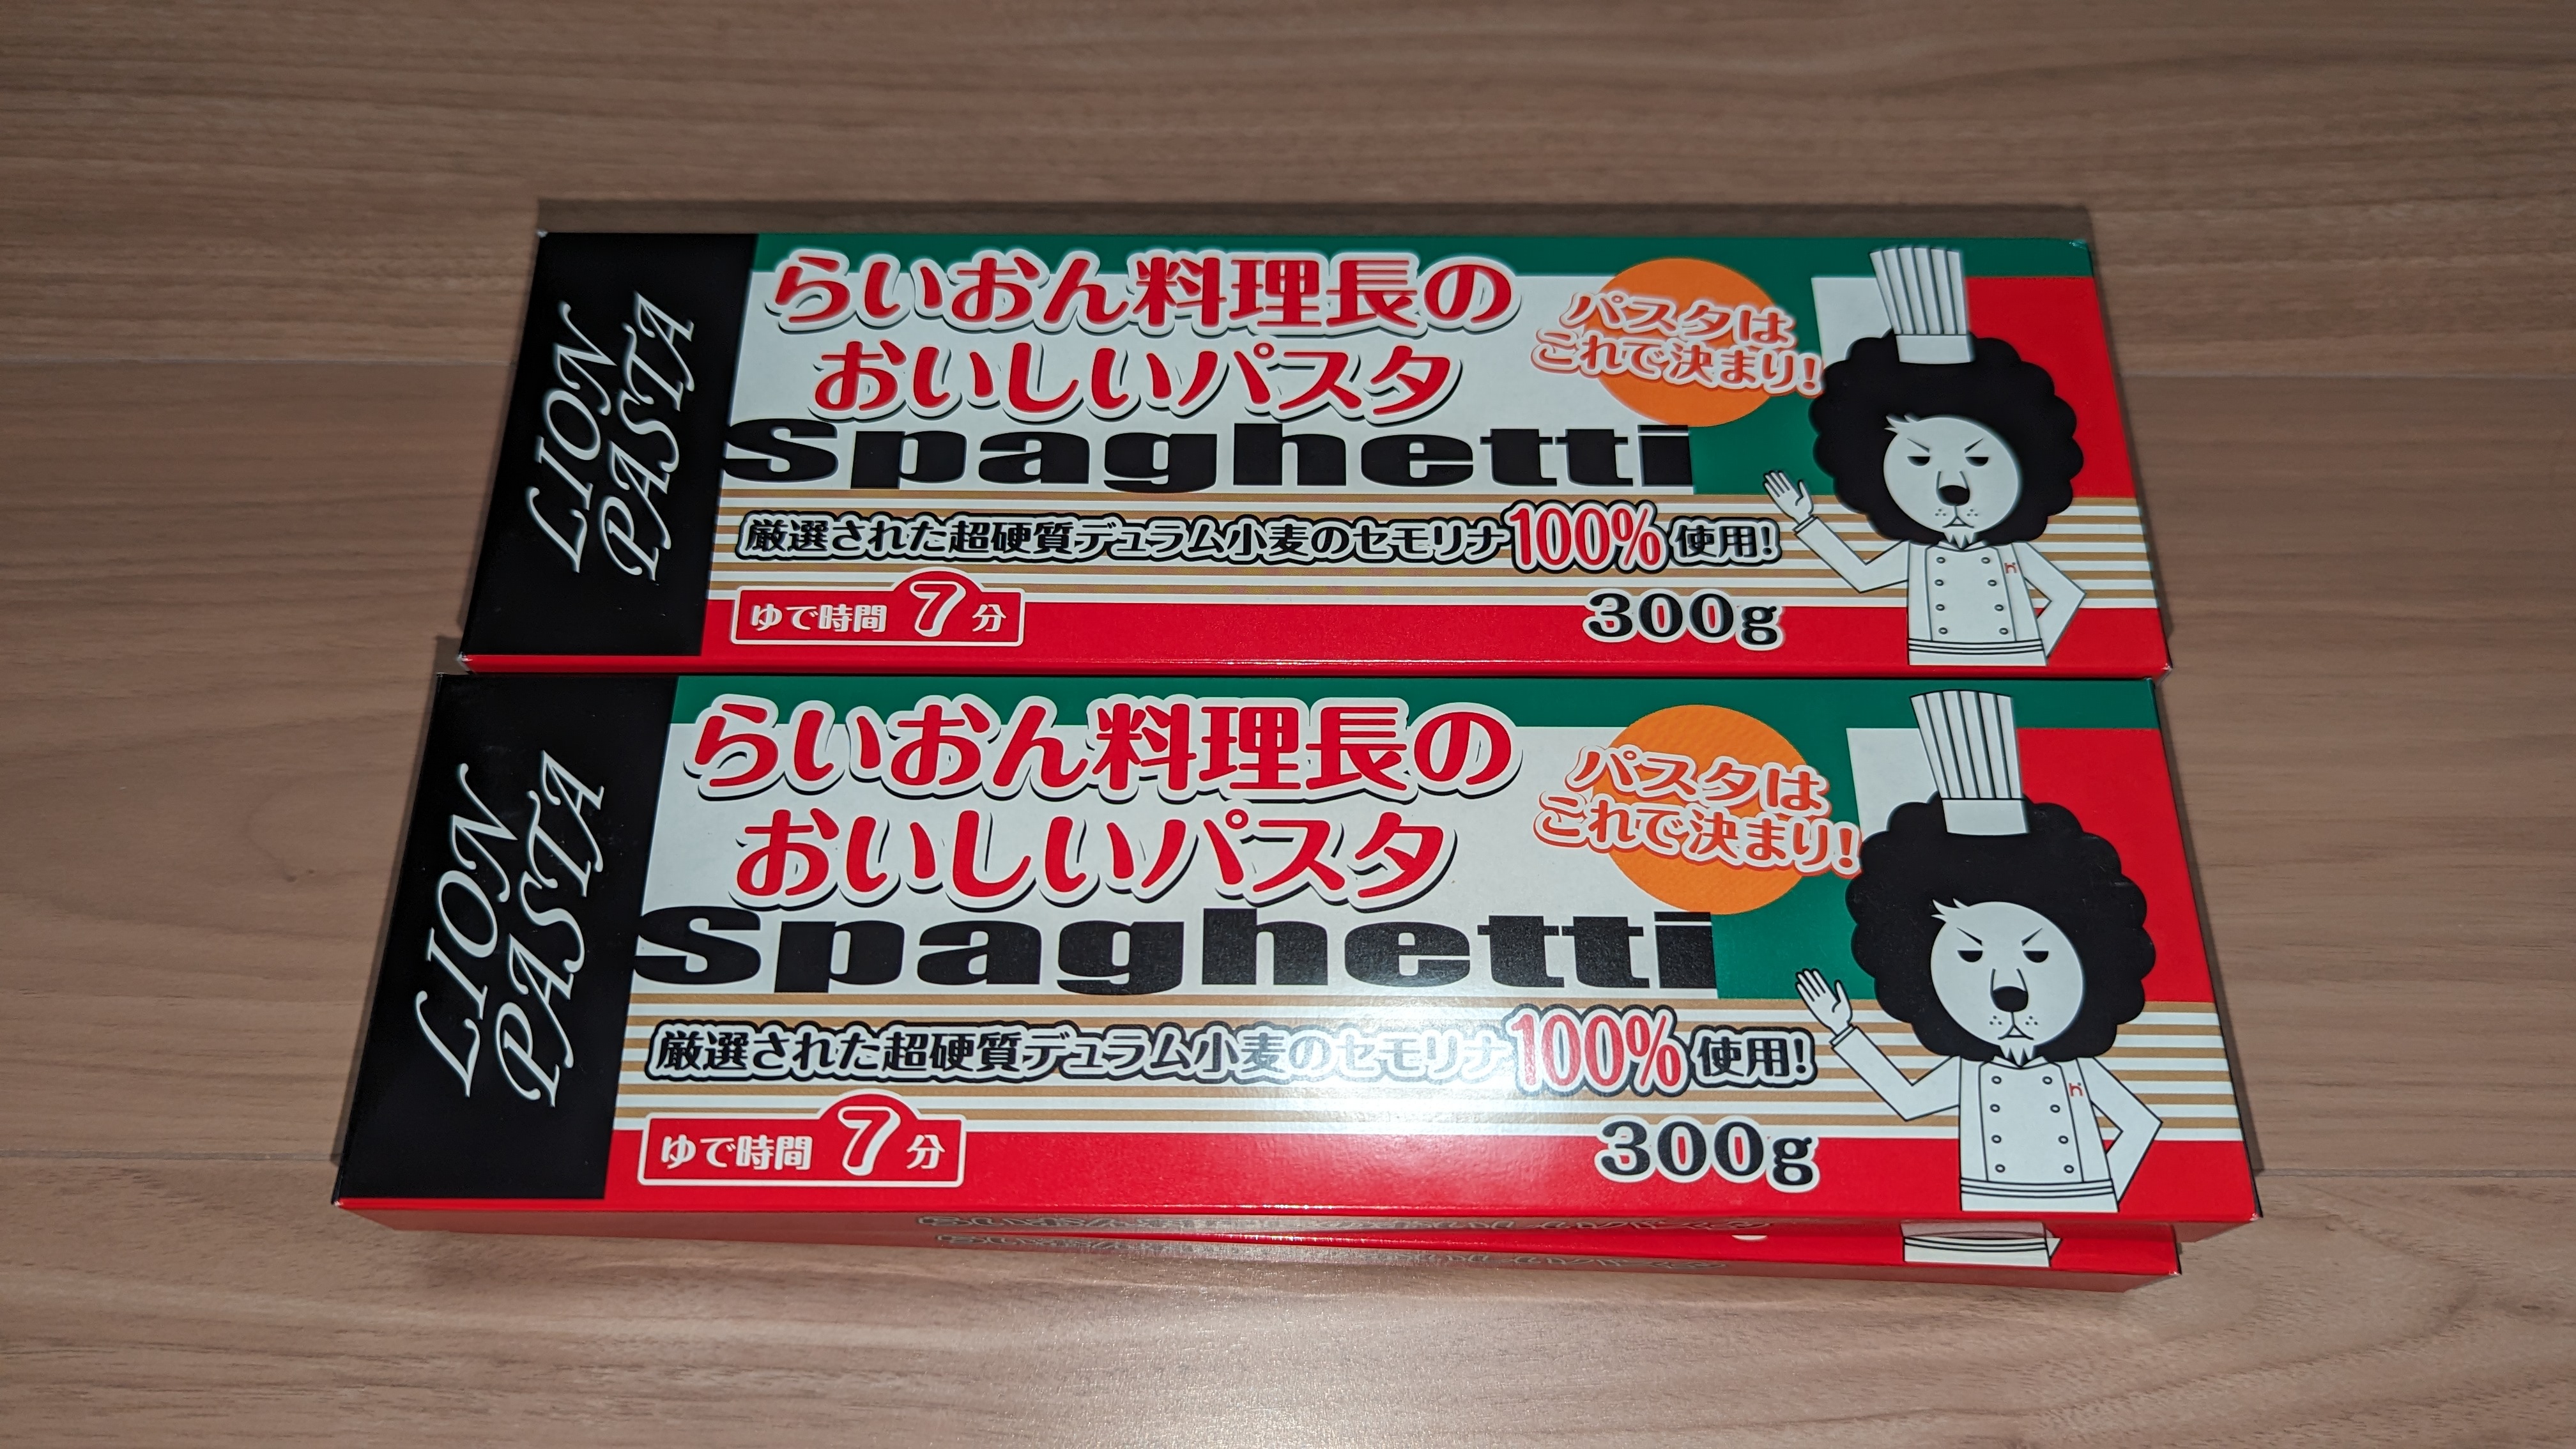 LION
PASTA
らいおん料理長の
おいしいパスタ
Spaghetti
パスタは
これで決まり!
厳選された超硬質デュラム小麦のセモリナ100%使用!
ゆで時間 7分
300g
LION
PASTA
らいおん料理長の
おいしいパスタ
Spaghetti
パスタは
これで決まり!
厳選された超硬質デュラム小麦のセモリナ100%使用!
ゆで時間 7分
300g